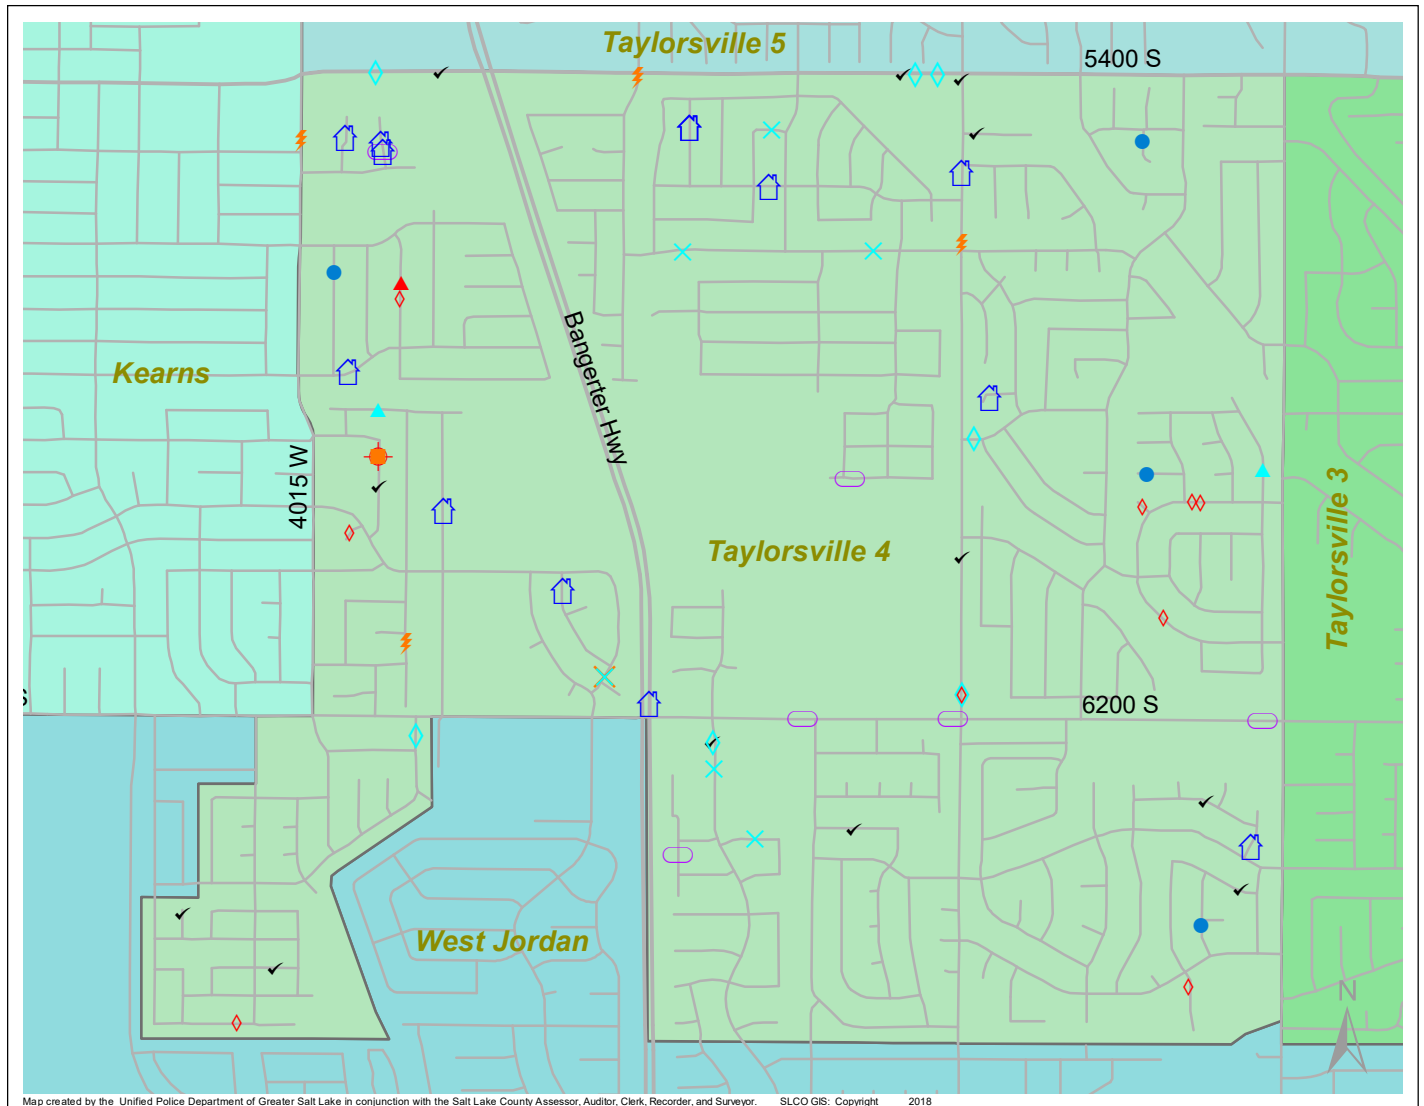 Taylorsville 5
5400 S
Kearns
Bangerter Hwy
4015 W
Taylorsville 4
Taylorsville 3
6200 S
West Jordan
N
Map created by the Unified Police Department of Greater Salt Lake in conjunction with the Salt Lake County Assessor, Auditor, Clerk, Recorder, and Surveyor. SLCO GIS: Copyright 2018